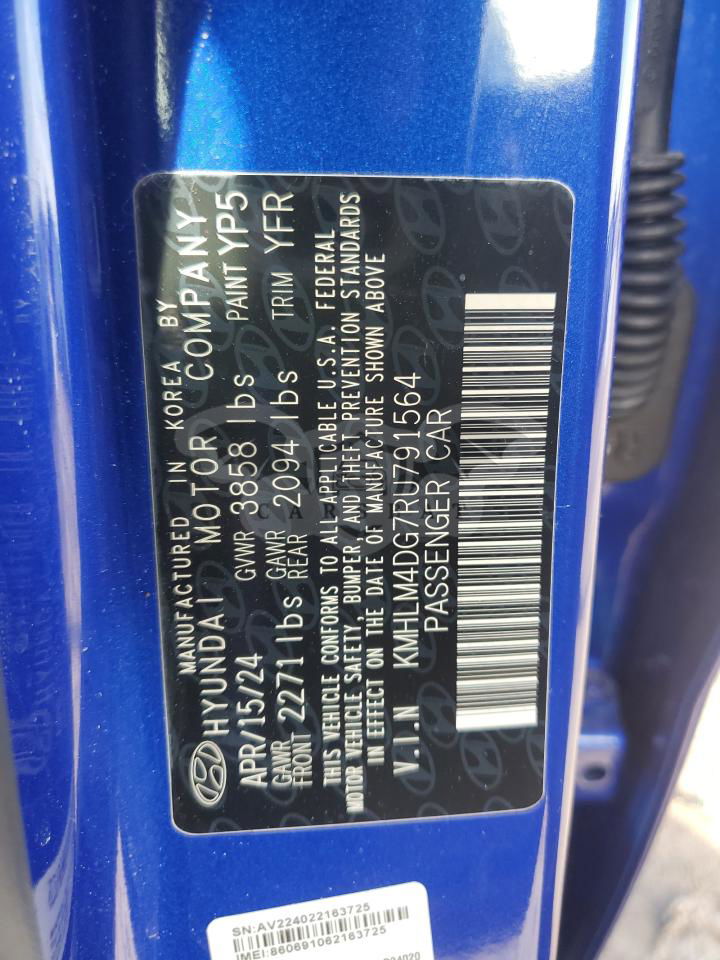 MANUFACTURED IN KOREA BY
HYUNDAI MOTOR COMPANY
APR/15/24 GVWR 3858 lbs PAINT YP5
GAWR FRONT 2271 lbs GAWR REAR 2094 lbs TRIM YFR
THIS VEHICLE CONFORMS TO ALL APPLICABLE U.S.A. FEDERAL
MOTOR VEHICLE SAFETY, BUMPER, AND THEFT PREVENTION STANDARDS
IN EFFECT ON THE DATE OF MANUFACTURE SHOWN ABOVE
V.I.N KMHLM4DG7RU791564
PASSENGER CAR
SN:AV224022163725
IMEI:860691062163725